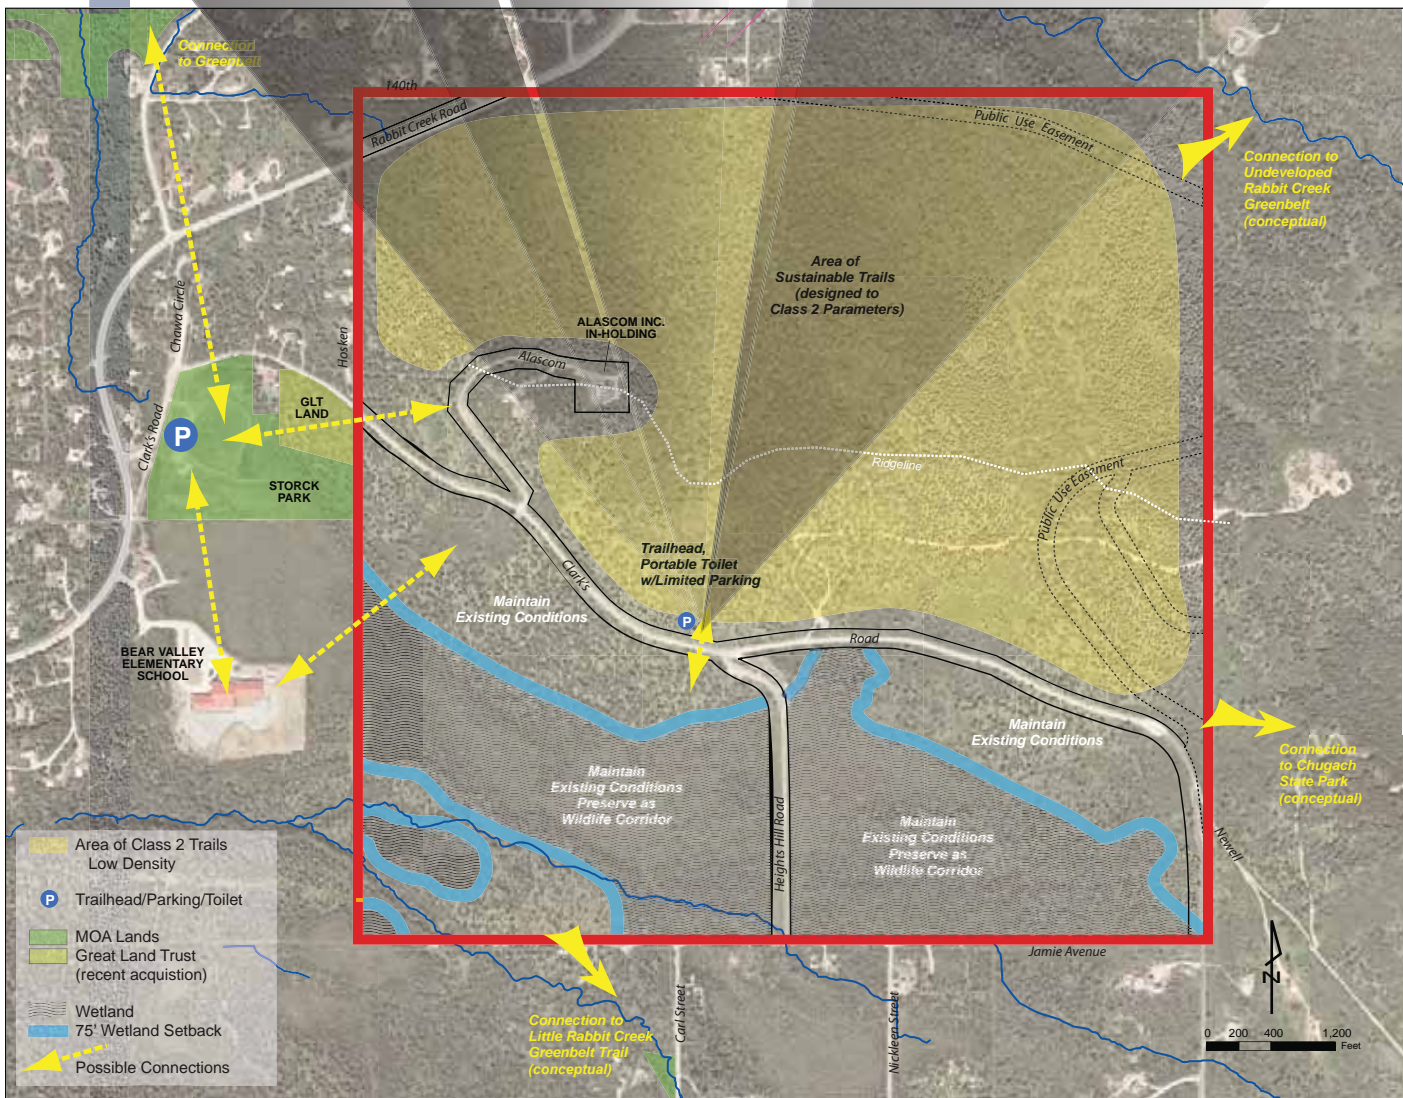 Connection
to Greenbelt
140th
Rabbit Creek Road
Public Use Easement
Connection to
Undeveloped
Rabbit Creek
Greenbelt
(conceptual)
Area of
Sustainable Trails
(designed to
Class 2 Parameters)
Chawa Circle
Hosken
ALASCOM INC.
IN-HOLDING
Alascom
GLT
LAND
Clark's Road
P
STORCK
PARK
Ridgeline
Public Use Easement
Trailhead,
Portable Toilet
w/Limited Parking
Clarks
P
Road
Maintain
Existing Conditions
BEAR VALLEY
ELEMENTARY
SCHOOL
Maintain
Existing Conditions
Connection
to Chugach
State Park
(conceptual)
Maintain
Existing Conditions
Preserve as
Wildlife Corridor
Heights Hill Road
Maintain
Existing Conditions
Preserve as
Wildlife Corridor
Newell
Area of Class 2 Trails
Low Density
P Trailhead/Parking/Toilet
MOA Lands
Great Land Trust
(recent acquistion)
Wetland
75' Wetland Setback
Possible Connections
Jamie Avenue
Carl Street
Nickleen Street
Connection to
Little Rabbit Creek
Greenbelt Trail
(conceptual)
N
0 200 400 1,200
Feet